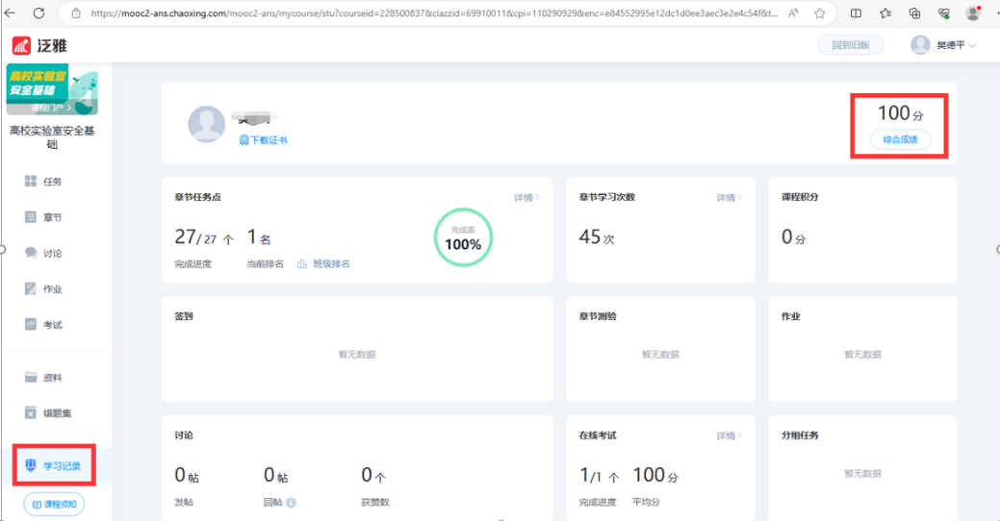 https://mooc2-ans.chaoxing.com/mooc2-ans/mycourse/stu?courseid=228500837&clazzid=69910011&cpi=110290929&enc=e84552995e12dc1d0ee3aec3e2e4c54f&t...
泛雅
回到旧版
吴德平
高校实验室
安全基础
课程门户 >
高校实验室安全基
础
任务
章节
讨论
作业
考试
资料
错题集
学习记录
课程须知
下载证书
100 分
综合成绩
章节任务点
详情 >
27/ 27 个
1 名
完成率
100%
完成进度
当前排名
班级排名
章节学习次数
详情 >
45 次
课程积分
0 分
签到
暂无数据
章节测验
暂无数据
作业
暂无数据
讨论
0 帖
0 帖
0 个
发帖
回帖
获赞数
在线考试
详情 >
1/1 个
100 分
完成进度
平均分
分组任务
暂无数据